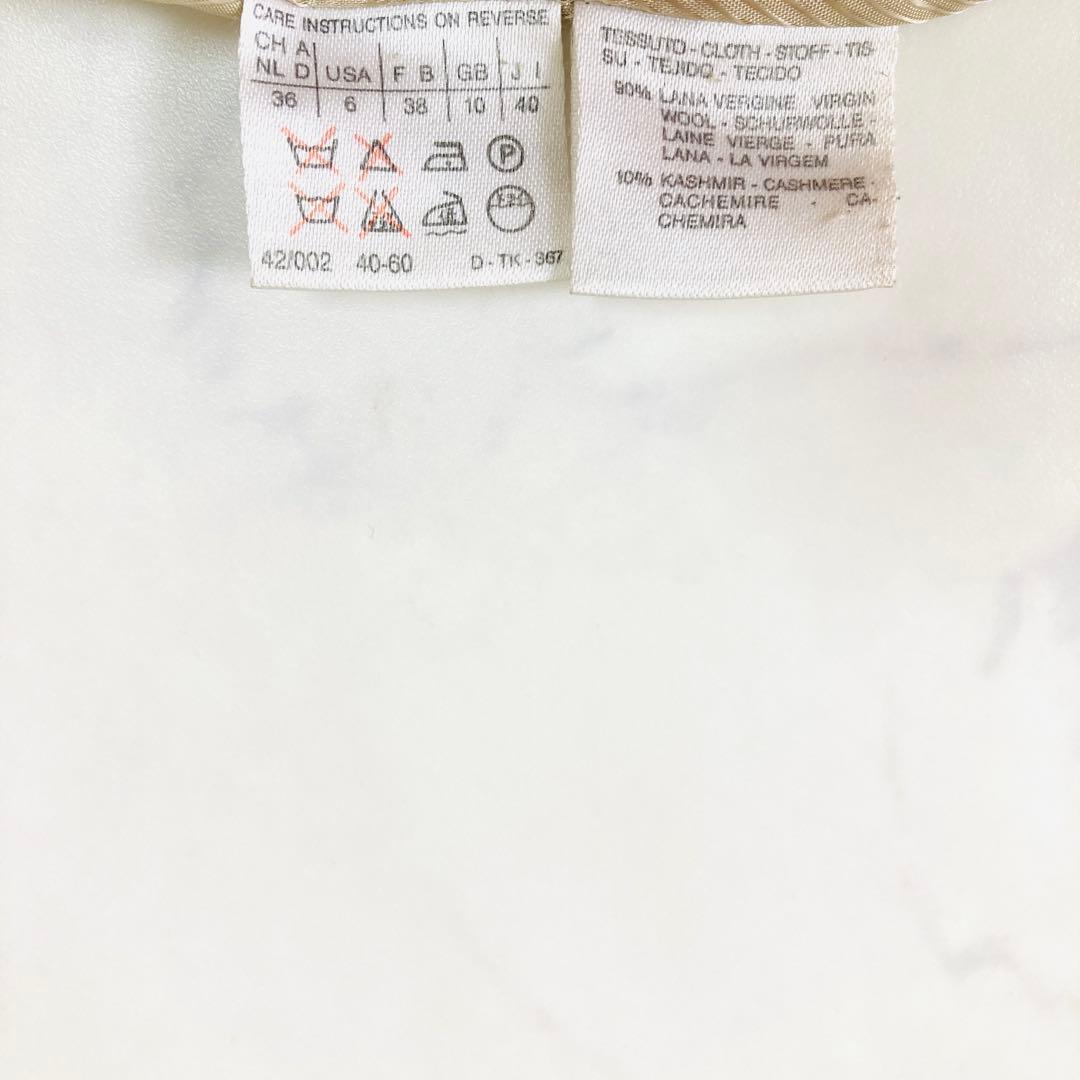 CARE INSTRUCTIONS ON REVERSE
CH A
NL D USA F B GB J I
36 6 38 10 40
P
42/002 40-60 D-TK-367
TESSUTO - CLOTH - STOFF - TIS-
SU - TEJIDO - TECIDO
90% LANA VERGINE VIRGIN
WOOL - SCHURWOLLE -
LAINE VIERGE - PURA
LANA - LA VIRGEM
10% KASHMIR - CASHMERE -
CACHEMIRE - CA-
CHEMIRA